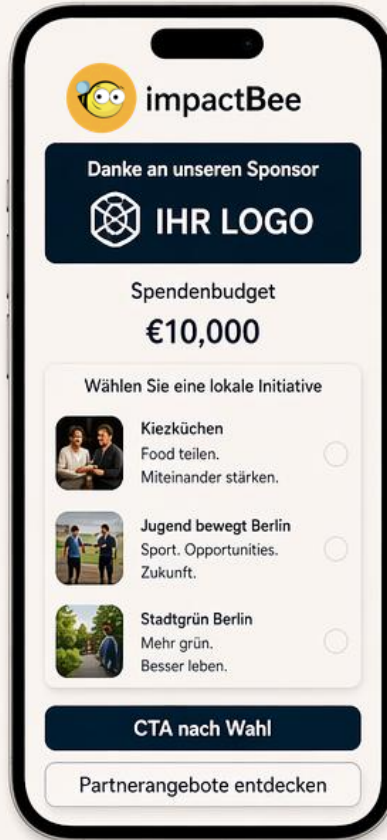 impactBee
Danke an unseren Sponsor
IHR LOGO
Spendenbudget
€10,000
Wählen Sie eine lokale Initiative
Kiezküchen
Food teilen.
Miteinander stärken.
Jugend bewegt Berlin
Sport. Opportunities.
Zukunft.
Stadtgrün Berlin
Mehr grün.
Besser leben.
CTA nach Wahl
Partnerangebote entdecken